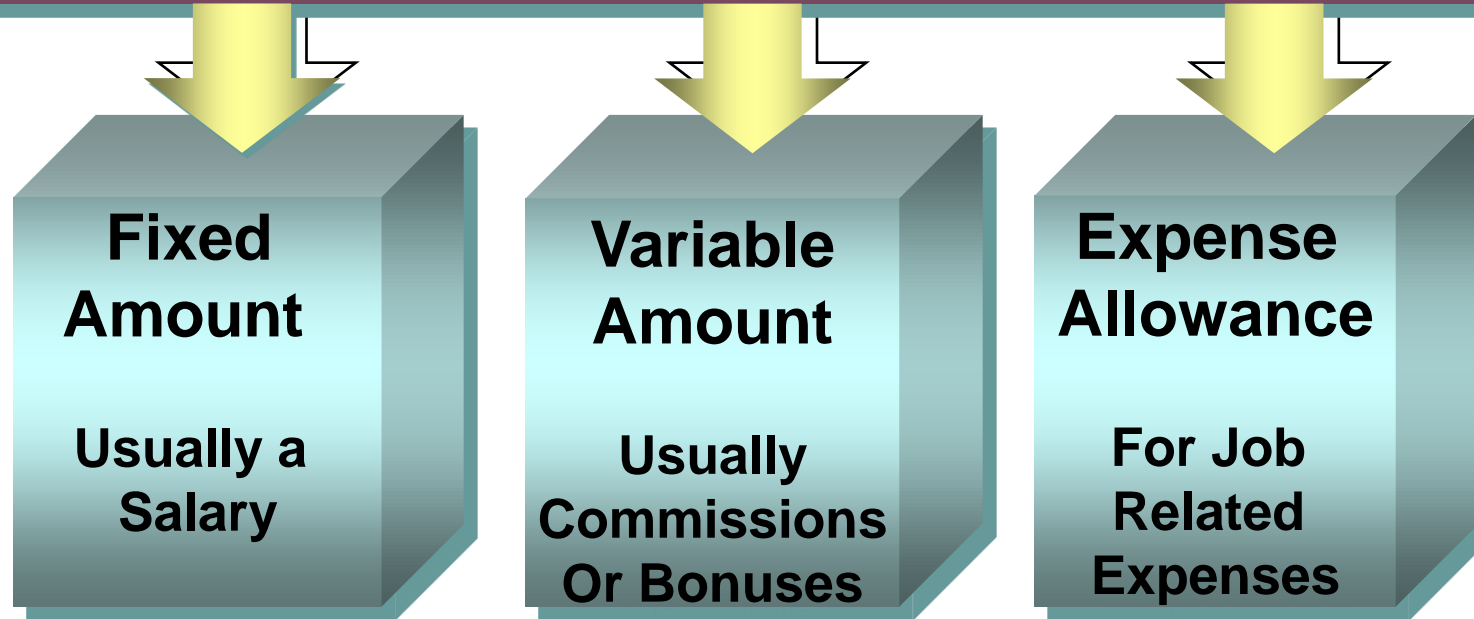 Fixed
Amount
Usually a
Salary
Variable
Amount
Usually
Commissions
Or Bonuses
Expense
Allowance
For Job
Related
Expenses